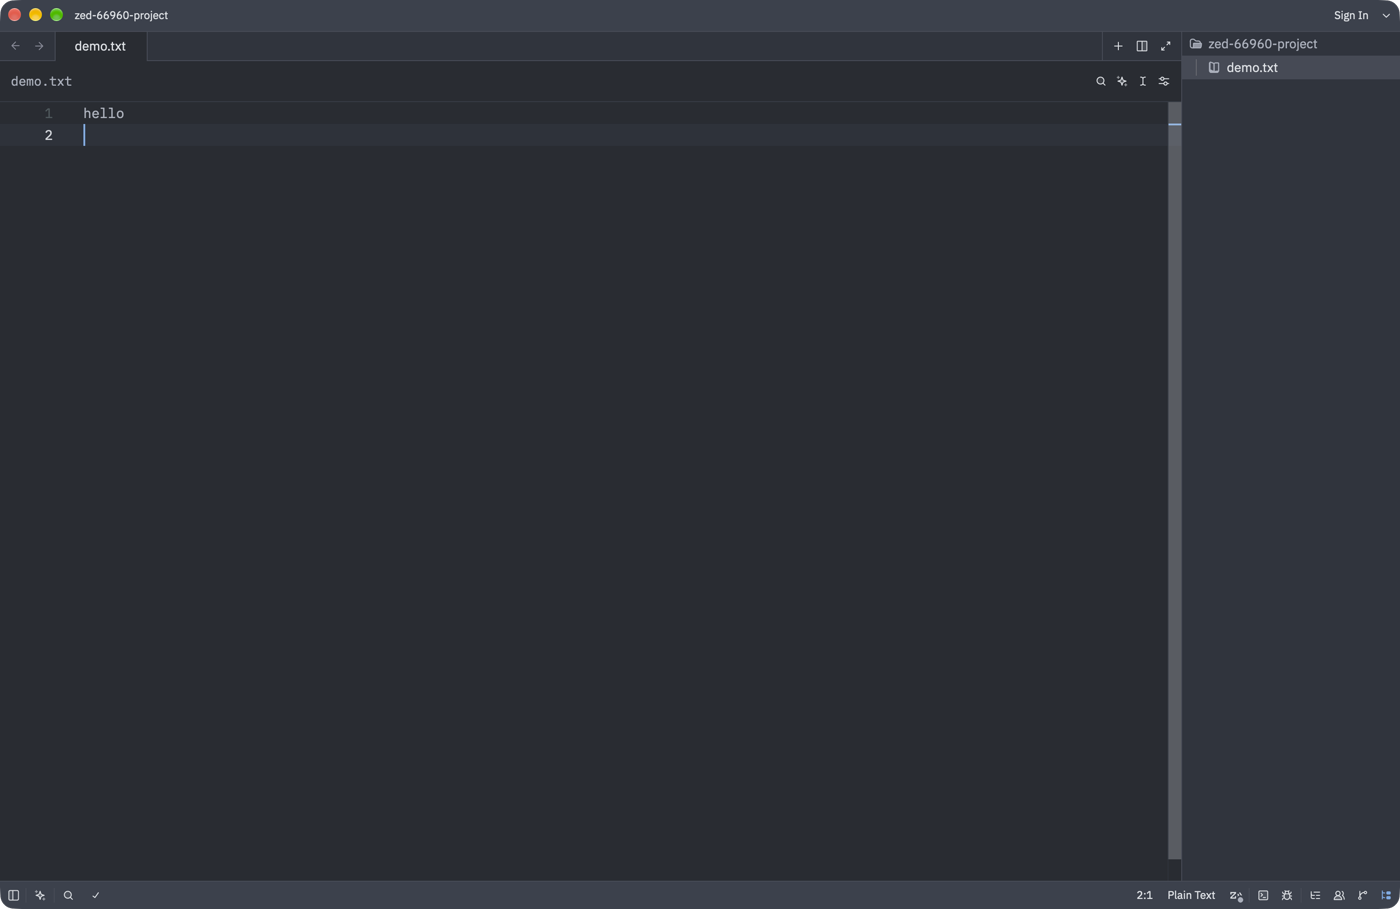 zed-66960-project
Sign In
demo.txt
zed-66960-project
demo.txt
demo.txt
1 hello
2
2:1 Plain Text